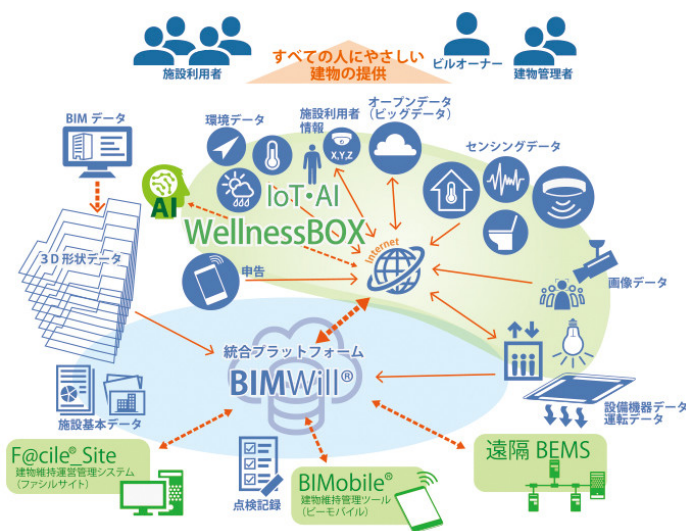 施設利用者
すべての人にやさしい
建物の提供
ビルオーナー
建物管理者
BIM データ
環境データ
施設利用者
情報
X,Y,Z
オープンデータ
(ビッグデータ)
センシングデータ
AI
IoT・AI
WellnessBOX
3D 形状データ
Internet
申告
画像データ
統合プラットフォーム
BIMWill®
施設基本データ
設備機器データ
運転データ
F@cile®_Site
建物維持運営管理システム
(ファシルサイト)
点検記録
BIMobile®
建物維持管理ツール
(ビーモバイル)
遠隔 BEMS